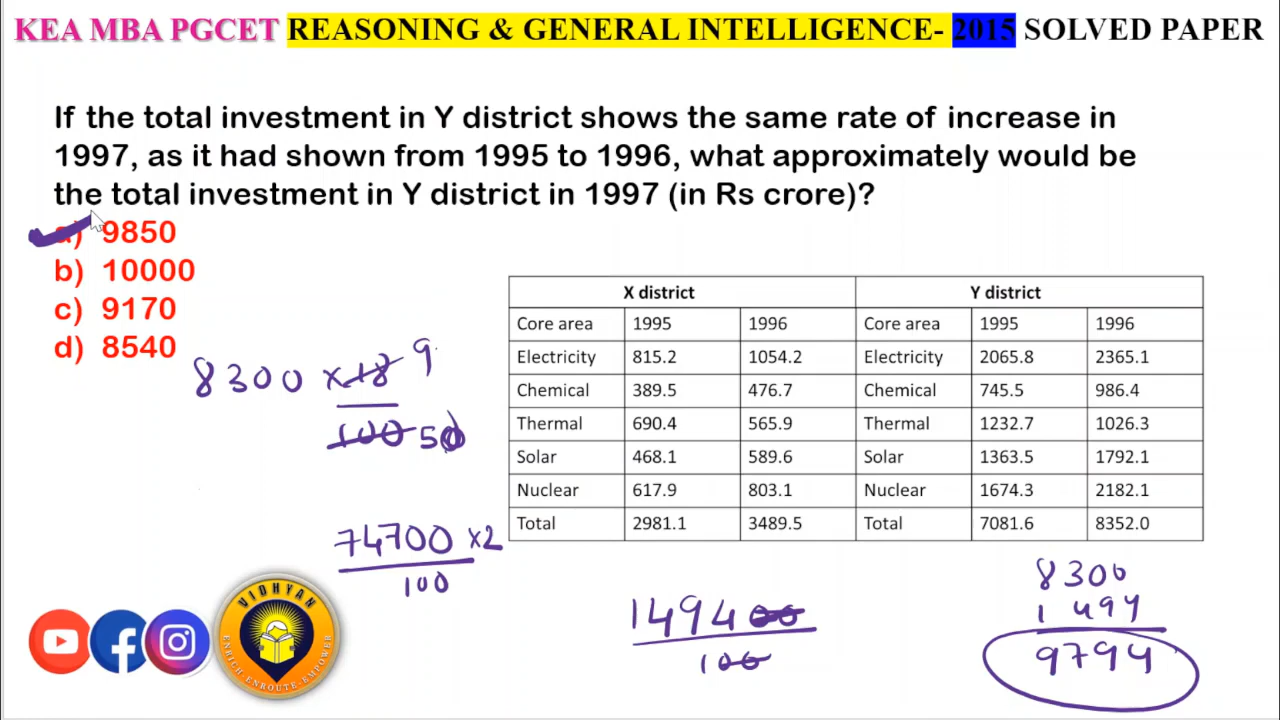 KEA MBA PGCET REASONING & GENERAL INTELLIGENCE- 2015 SOLVED PAPER
If the total investment in Y district shows the same rate of increase in
1997, as it had shown from 1995 to 1996, what approximately would be
the total investment in Y district in 1997 (in Rs crore)?
a) 9850
b) 10000
c) 9170
d) 8540
8300 × 18 9
100 50
74700 ×2
100
X district Y district
Core area 1995 1996 Core area 1995 1996
Electricity 815.2 1054.2 Electricity 2065.8 2365.1
Chemical 389.5 476.7 Chemical 745.5 986.4
Thermal 690.4 565.9 Thermal 1232.7 1026.3
Solar 468.1 589.6 Solar 1363.5 1792.1
Nuclear 617.9 803.1 Nuclear 1674.3 2182.1
Total 2981.1 3489.5 Total 7081.6 8352.0
149400
100
8300
1494
9794
VIDHYAN
ENRICH-ENROUTE-EMPOWER